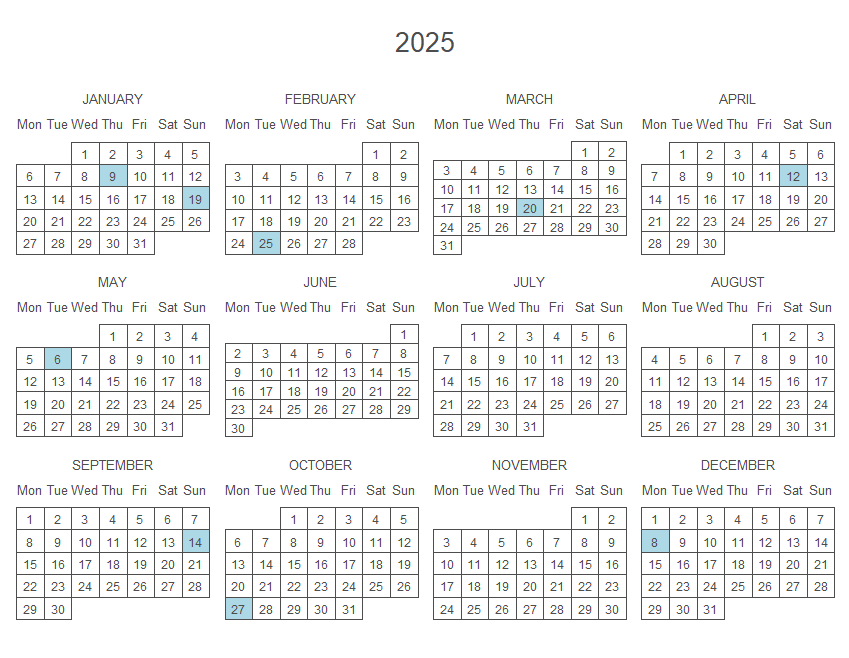 2025
JANUARY
Mon Tue Wed Thu Fri Sat Sun
1 2 3 4 5
6 7 8 9 10 11 12
13 14 15 16 17 18 19
20 21 22 23 24 25 26
27 28 29 30 31
FEBRUARY
Mon Tue Wed Thu Fri Sat Sun
1 2
3 4 5 6 7 8 9
10 11 12 13 14 15 16
17 18 19 20 21 22 23
24 25 26 27 28
MARCH
Mon Tue Wed Thu Fri Sat Sun
1 2
3 4 5 6 7 8 9
10 11 12 13 14 15 16
17 18 19 20 21 22 23
24 25 26 27 28 29 30
31
APRIL
Mon Tue Wed Thu Fri Sat Sun
1 2 3 4 5 6
7 8 9 10 11 12 13
14 15 16 17 18 19 20
21 22 23 24 25 26 27
28 29 30
MAY
Mon Tue Wed Thu Fri Sat Sun
1 2 3 4
5 6 7 8 9 10 11
12 13 14 15 16 17 18
19 20 21 22 23 24 25
26 27 28 29 30 31
JUNE
Mon Tue Wed Thu Fri Sat Sun
1
2 3 4 5 6 7 8
9 10 11 12 13 14 15
16 17 18 19 20 21 22
23 24 25 26 27 28 29
30
JULY
Mon Tue Wed Thu Fri Sat Sun
1 2 3 4 5 6
7 8 9 10 11 12 13
14 15 16 17 18 19 20
21 22 23 24 25 26 27
28 29 30 31
AUGUST
Mon Tue Wed Thu Fri Sat Sun
1 2 3
4 5 6 7 8 9 10
11 12 13 14 15 16 17
18 19 20 21 22 23 24
25 26 27 28 29 30 31
SEPTEMBER
Mon Tue Wed Thu Fri Sat Sun
1 2 3 4 5 6 7
8 9 10 11 12 13 14
15 16 17 18 19 20 21
22 23 24 25 26 27 28
29 30
OCTOBER
Mon Tue Wed Thu Fri Sat Sun
1 2 3 4 5
6 7 8 9 10 11 12
13 14 15 16 17 18 19
20 21 22 23 24 25 26
27 28 29 30 31
NOVEMBER
Mon Tue Wed Thu Fri Sat Sun
1 2
3 4 5 6 7 8 9
10 11 12 13 14 15 16
17 18 19 20 21 22 23
24 25 26 27 28 29 30
DECEMBER
Mon Tue Wed Thu Fri Sat Sun
1 2 3 4 5 6 7
8 9 10 11 12 13 14
15 16 17 18 19 20 21
22 23 24 25 26 27 28
29 30 31